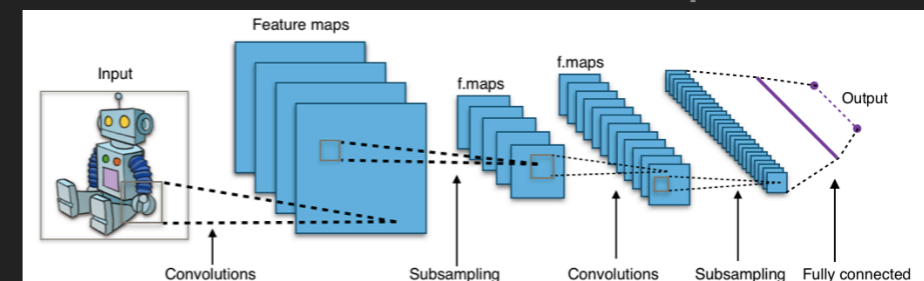 Feature maps
Input
f.maps
f.maps
Output
Convolutions
Subsampling
Convolutions
Subsampling
Fully connected